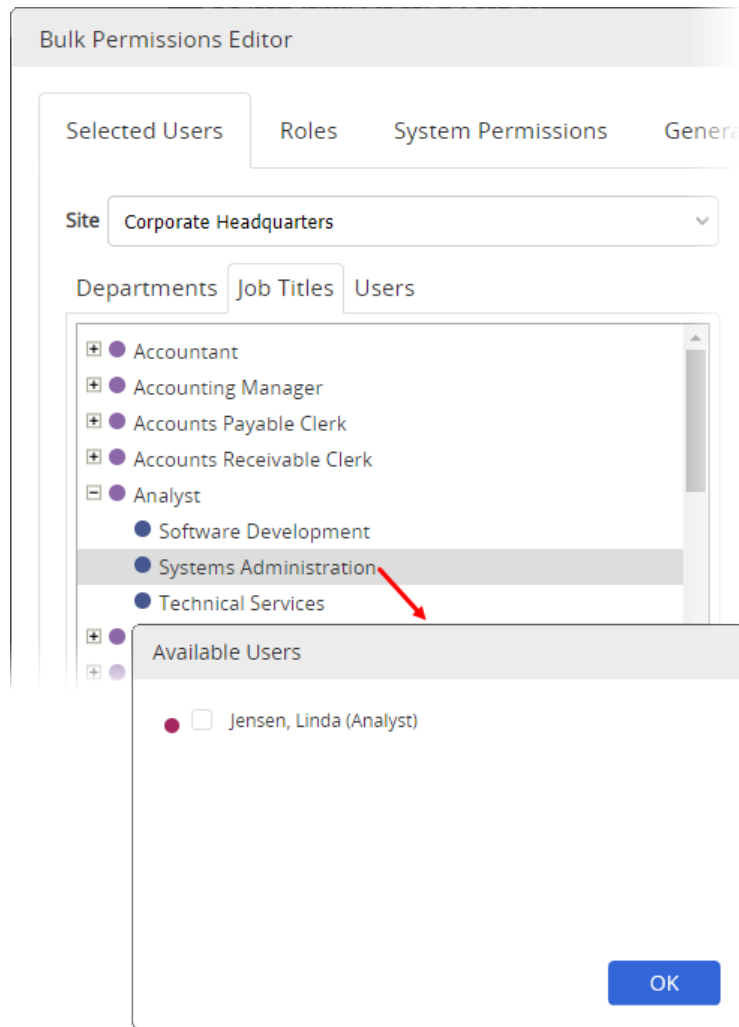 Bulk Permissions Editor
Selected Users Roles System Permissions Genera
Site Corporate Headquarters
Departments Job Titles Users
Accountant
Accounting Manager
Accounts Payable Clerk
Accounts Receivable Clerk
Analyst
Software Development
Systems Administration
Technical Services
Available Users
Jensen, Linda (Analyst)
OK